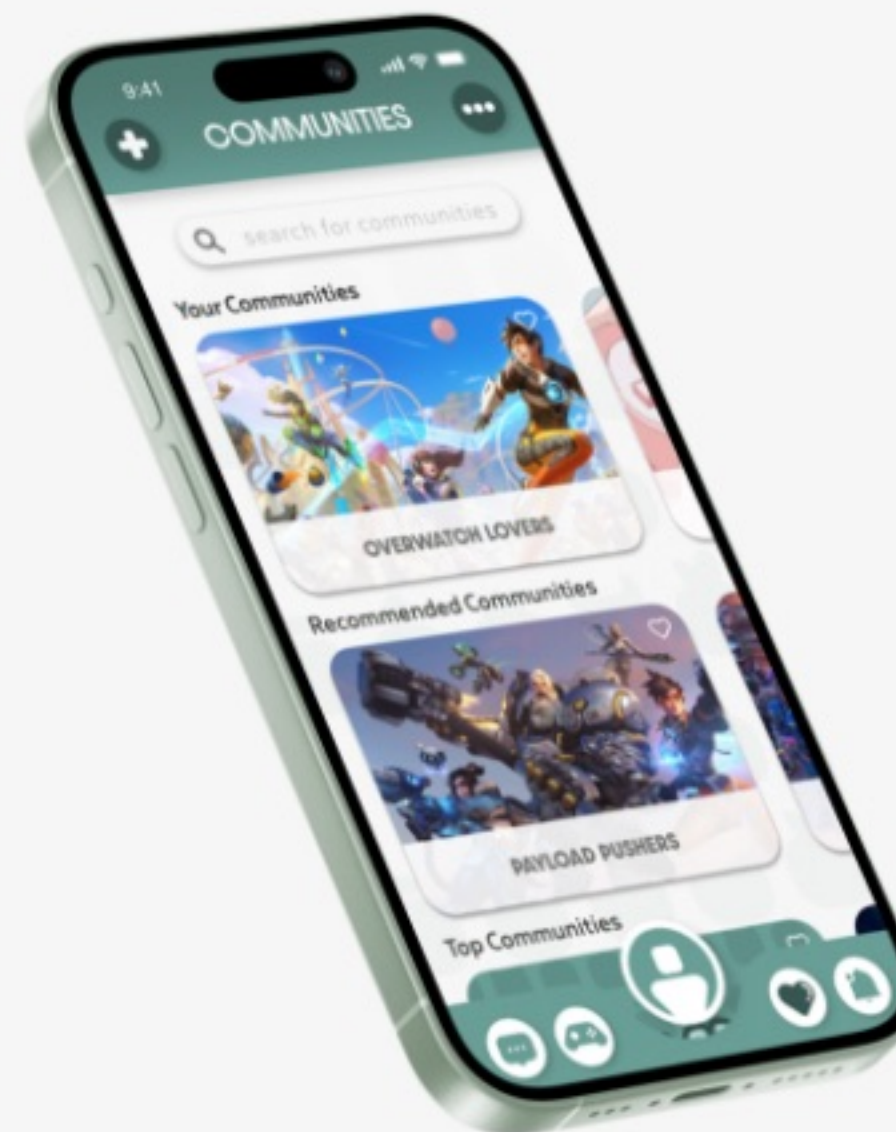 9:41
COMMUNITIES
search for communities
Your Communities
OVERWATCH LOVERS
Recommended Communities
PAYLOAD PUSHERS
Top Communities